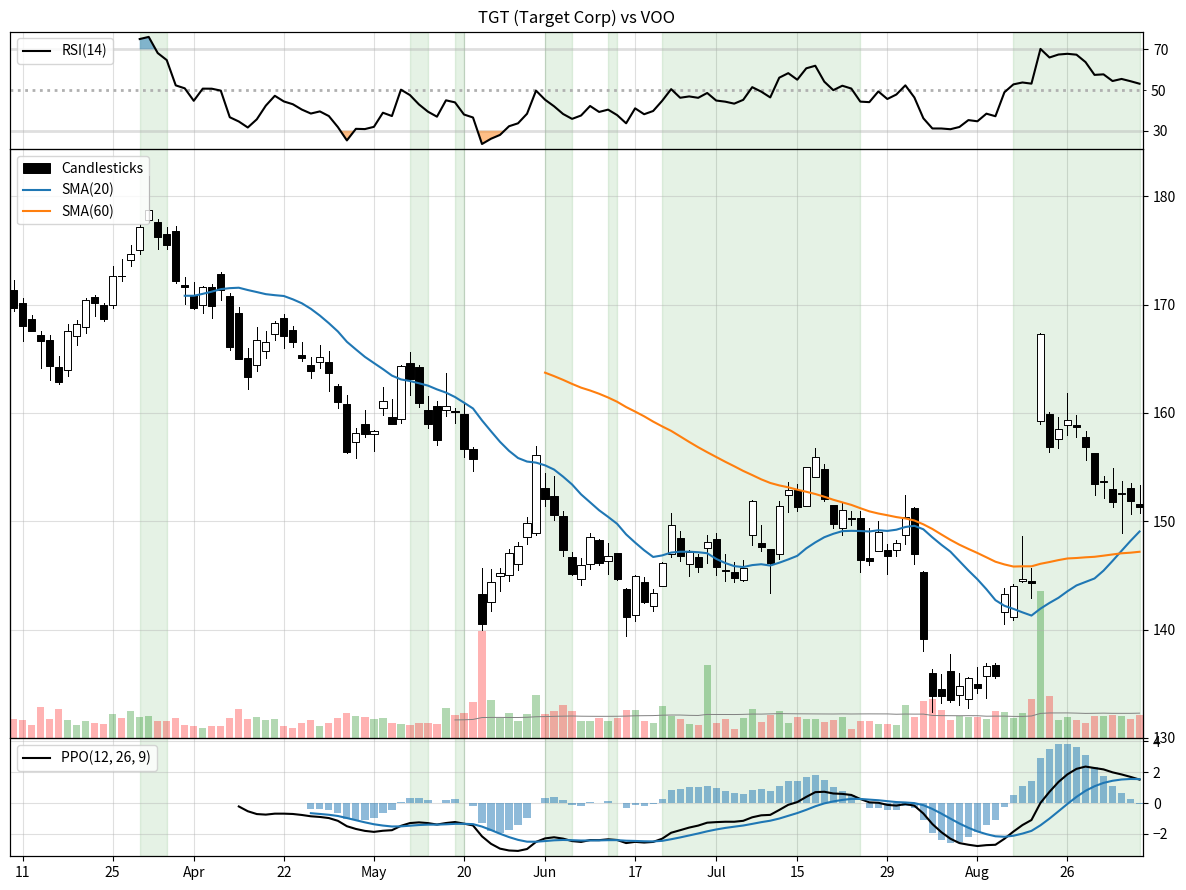 TGT (Target Corp) vs VOO
RSI(14)
70
50
30
Candlesticks
SMA(20)
SMA(60)
180
170
160
150
140
130
PPO(12, 26, 9)
4
2
0
−2
11 25 Apr 22 May 20 Jun 17 Jul 15 29 Aug 26